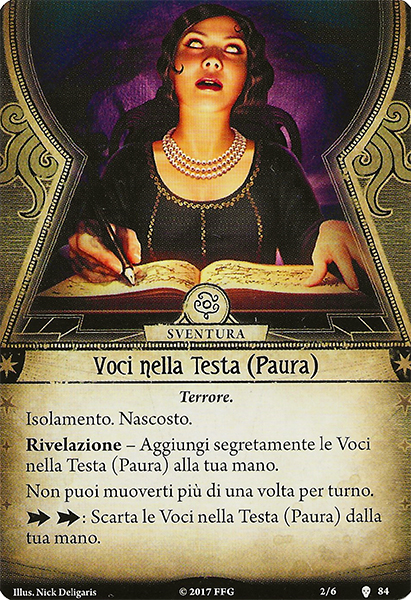 SVENTURA
Voci nella Testa (Paura)
Terrore.
Isolamento. Nascosto.
Rivelazione – Aggiungi segretamente le Voci
nella Testa (Paura) alla tua mano.
Non puoi muoverti più di una volta per turno.
: Scarta le Voci nella Testa (Paura) dalla
tua mano.
Illus. Nick Deligaris © 2017 FFG 2/6 84